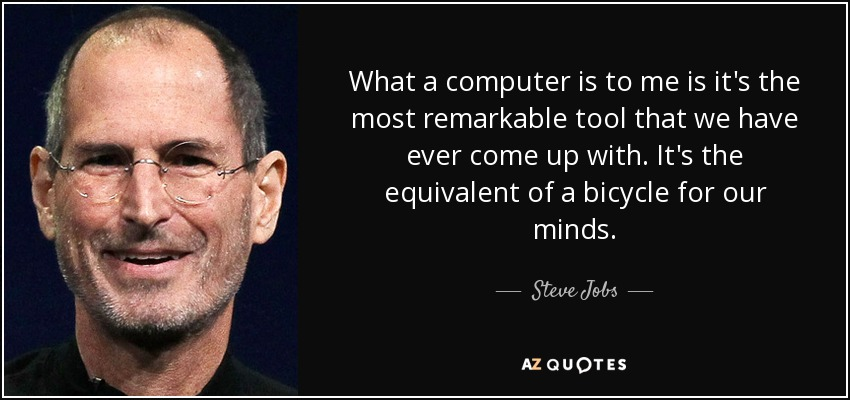 What a computer is to me is it's the
most remarkable tool that we have
ever come up with. It's the
equivalent of a bicycle for our
minds.
Steve Jobs
AZ QUOTES